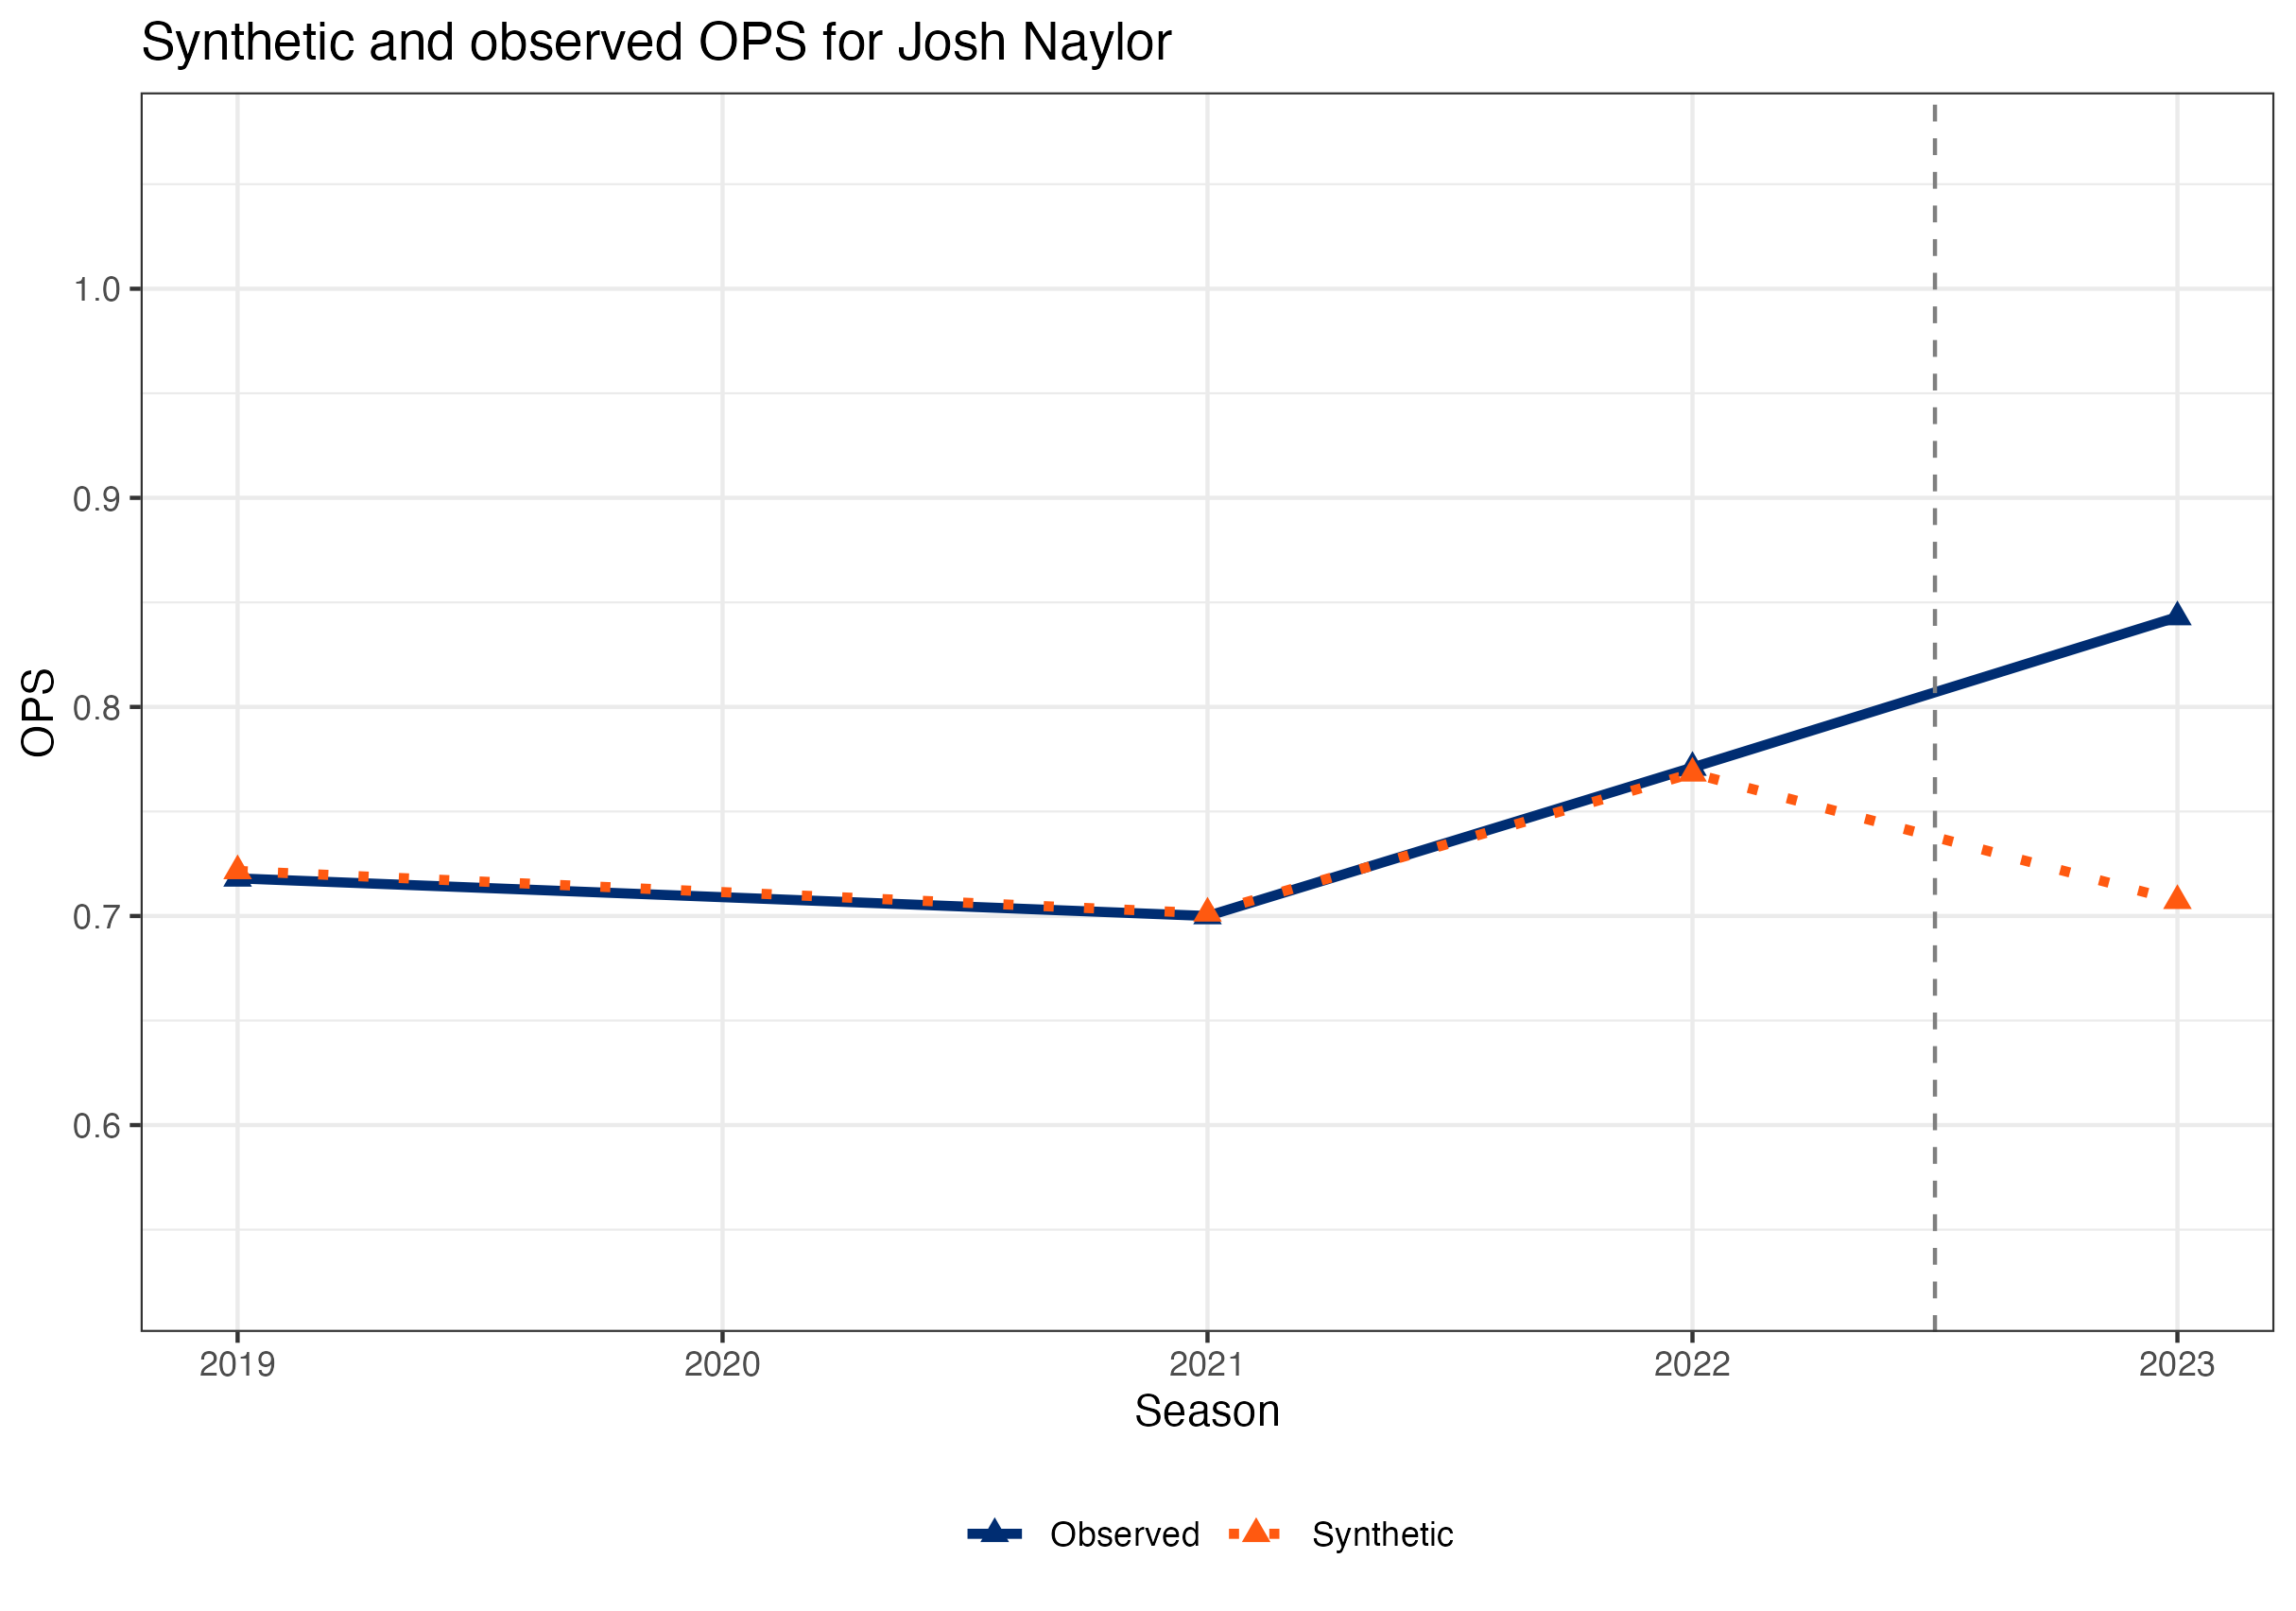 Synthetic and observed OPS for Josh Naylor
1.0
0.9
0.8
0.7
0.6
OPS
2019 2020 2021 2022 2023
Season
Observed Synthetic